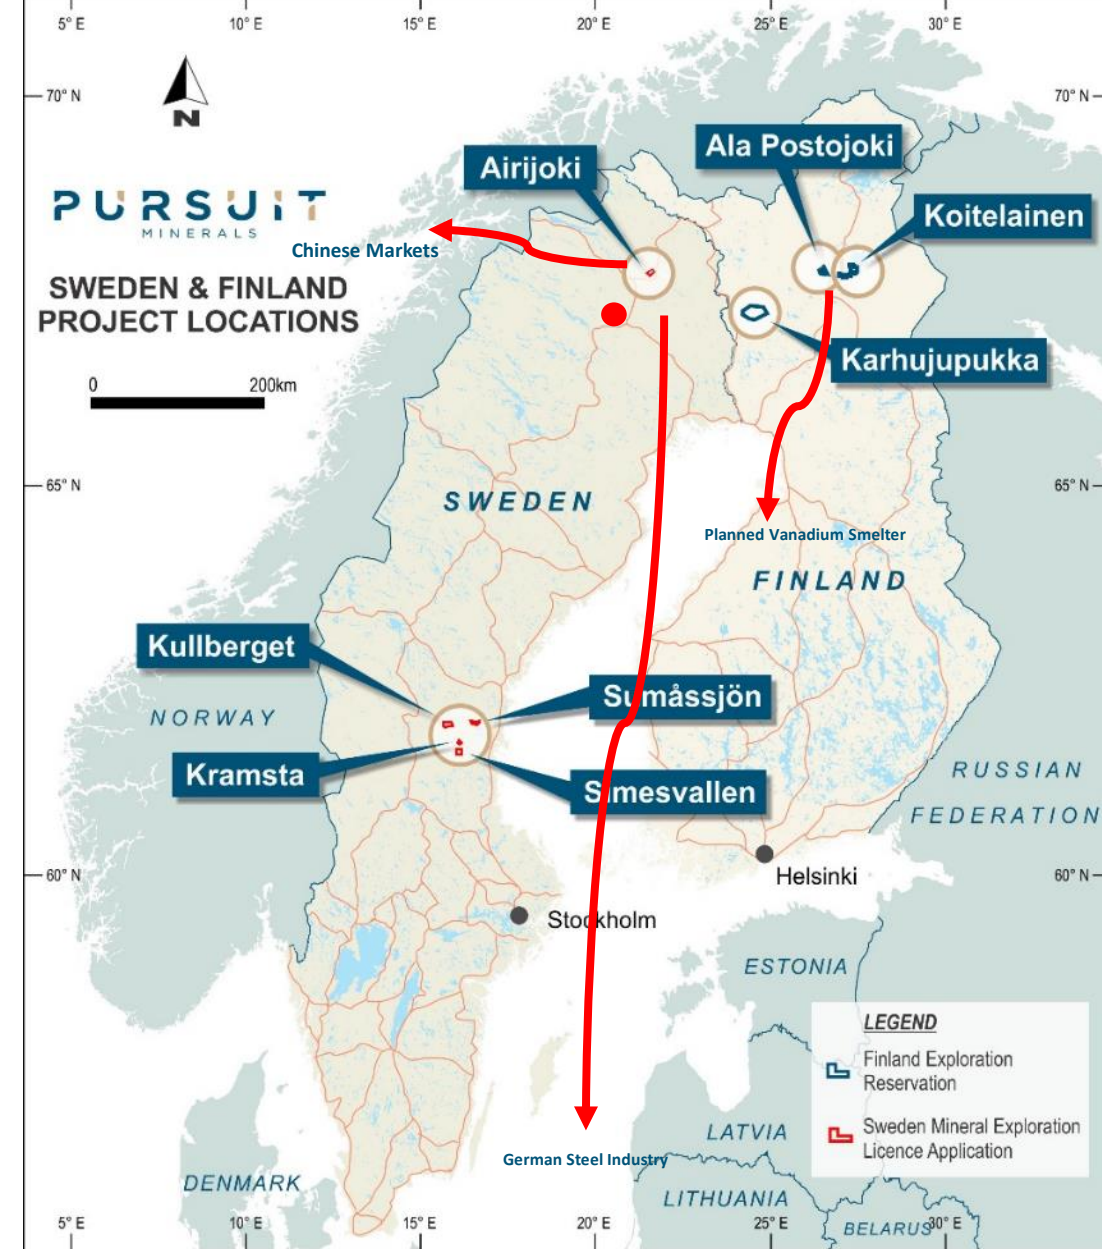 5° E
10° E
15° E
20° E
25° E
30° E
70° N
70° N
N
PURSUIT
MINERALS
SWEDEN & FINLAND
PROJECT LOCATIONS
0
200km
Chinese Markets
Airijoki
Ala Postojoki
Koitelainen
Karhujupukka
65° N
65° N
SWEDEN
Planned Vanadium Smelter
FINLAND
Kullberget
NORWAY
Sumåssjön
Kramsta
Simesvallen
RUSSIAN
FEDERATION
60° N
60° N
Helsinki
Stockholm
ESTONIA
LEGEND
Finland Exploration
Reservation
Sweden Mineral Exploration
Licence Application
LATVIA
German Steel Industry
DENMARK
LITHUANIA
BELARUS
5° E
10° E
15° E
20° E
25° E
30° E